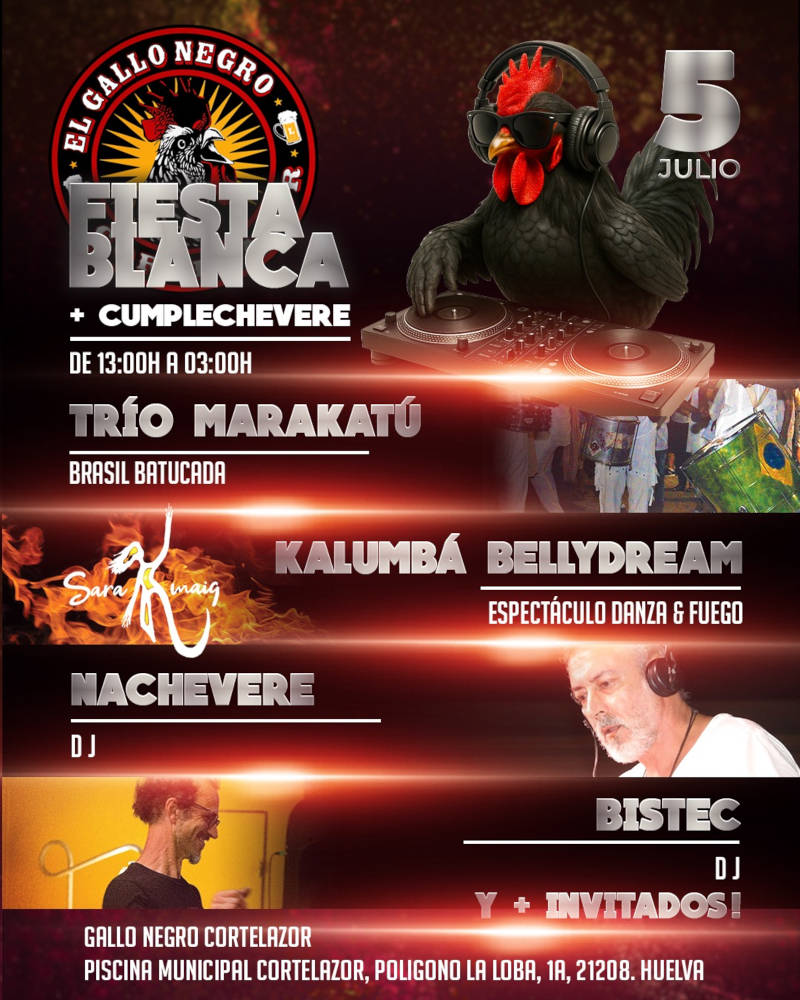 EL GALLO NEGRO
5
JULIO
FIESTA
BLANCA
+ CUMPLECHEVERE
DE 13:00H A 03:00H
TRÍO MARAKATÚ
BRASIL BATUCADA
Sara Kmaig
KALUMBÁ BELLYDREAM
ESPECTÁCULO DANZA & FUEGO
NACHEVERE
DJ
BISTEC
DJ
Y + INVITADOS!
GALLO NEGRO CORTELAZOR
PISCINA MUNICIPAL CORTELAZOR, POLIGONO LA LOBA, 1A, 21208. HUELVA